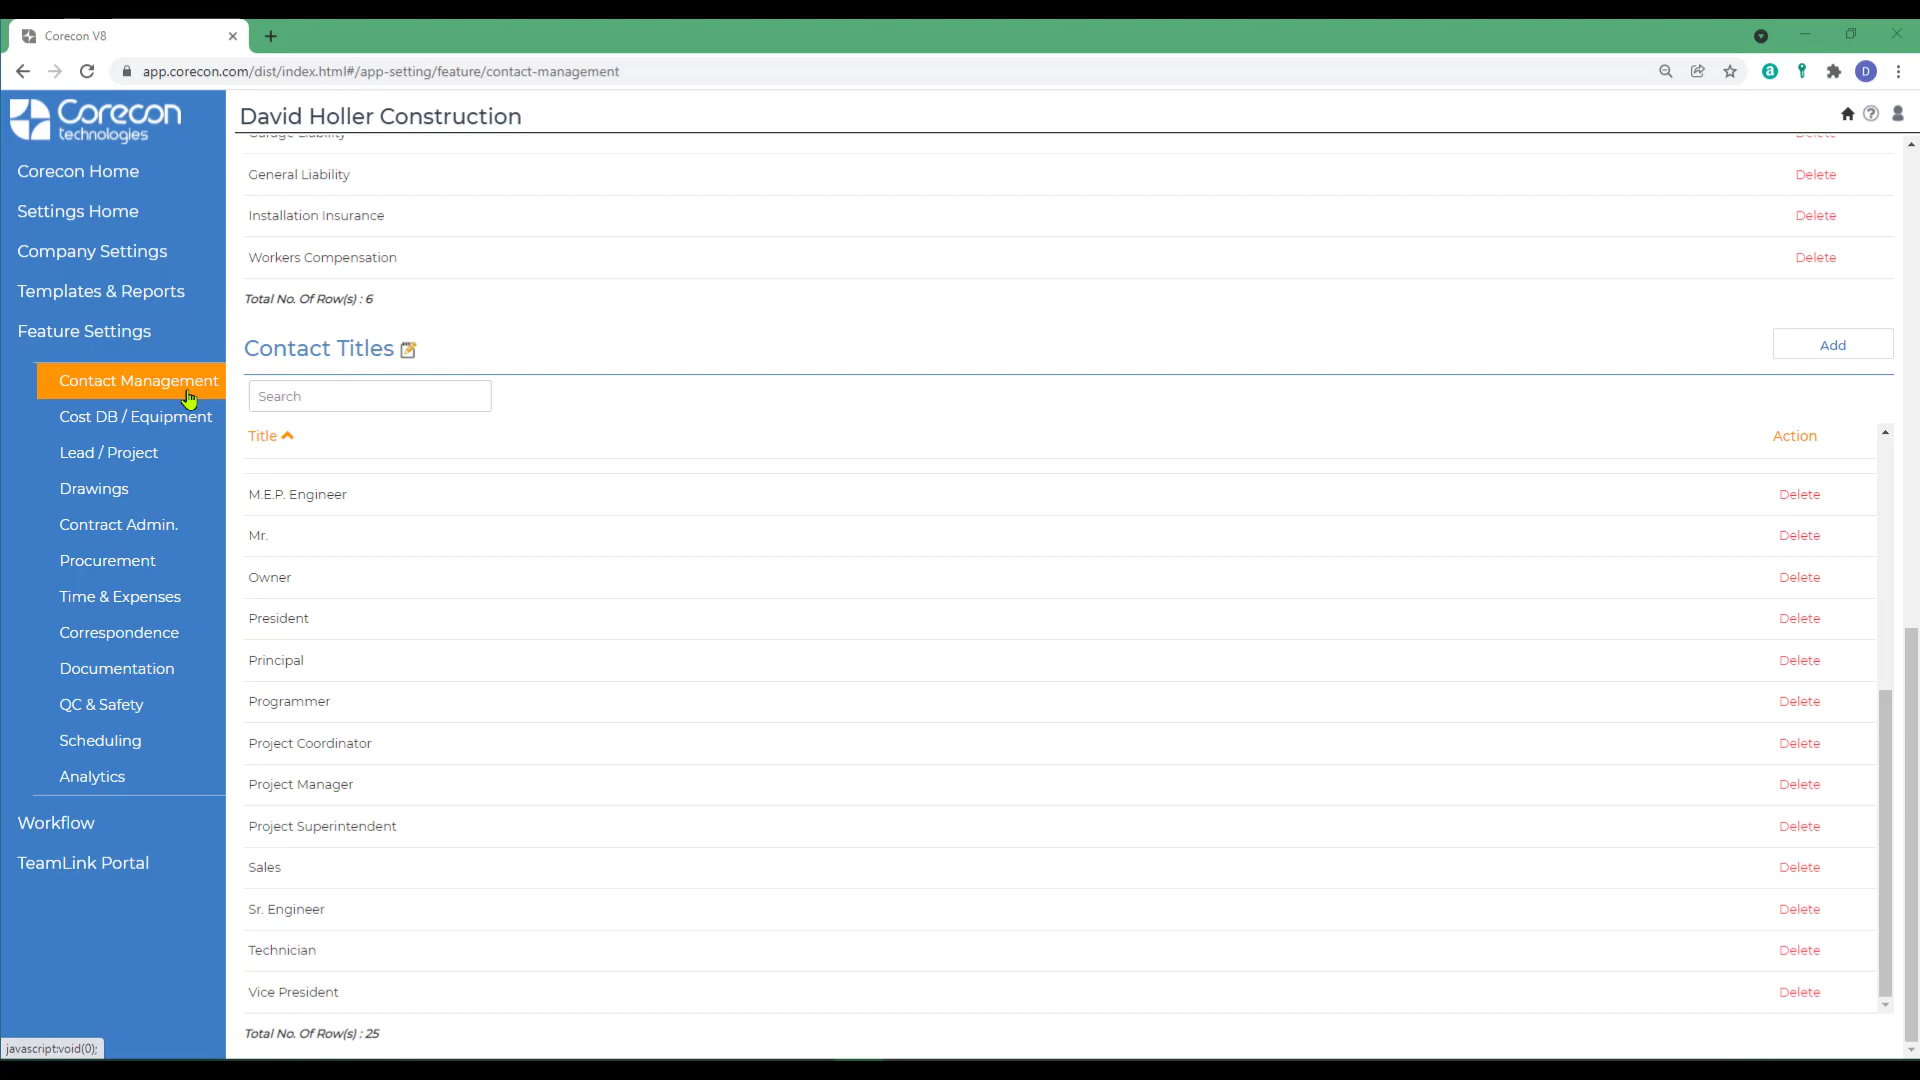 Corecon V8
app.corecon.com/dist/index.html#/app-setting/feature/contact-management
D
Corecon
technologies
David Holler Construction
Corecon Home
Settings Home
Company Settings
Templates & Reports
Feature Settings
Contact Management
Cost DB / Equipment
Lead / Project
Drawings
Contract Admin.
Procurement
Time & Expenses
Correspondence
Documentation
QC & Safety
Scheduling
Analytics
Workflow
TeamLink Portal
javascript:void(0);
Garage Liability Delete
General Liability Delete
Installation Insurance Delete
Workers Compensation Delete
Total No. Of Row(s) : 6
Contact Titles Add
Search
Title Action
M.E.P. Engineer Delete
Mr. Delete
Owner Delete
President Delete
Principal Delete
Programmer Delete
Project Coordinator Delete
Project Manager Delete
Project Superintendent Delete
Sales Delete
Sr. Engineer Delete
Technician Delete
Vice President Delete
Total No. Of Row(s) : 25